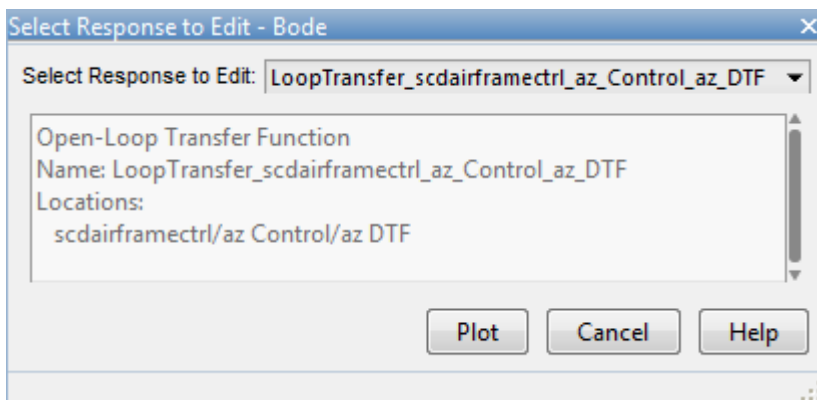 Select Response to Edit - Bode
Select Response to Edit: LoopTransfer_scdairframectrl_az_Control_az_DTF
Open-Loop Transfer Function
Name: LoopTransfer_scdairframectrl_az_Control_az_DTF
Locations:
scdairframectrl/az Control/az DTF
Plot Cancel Help